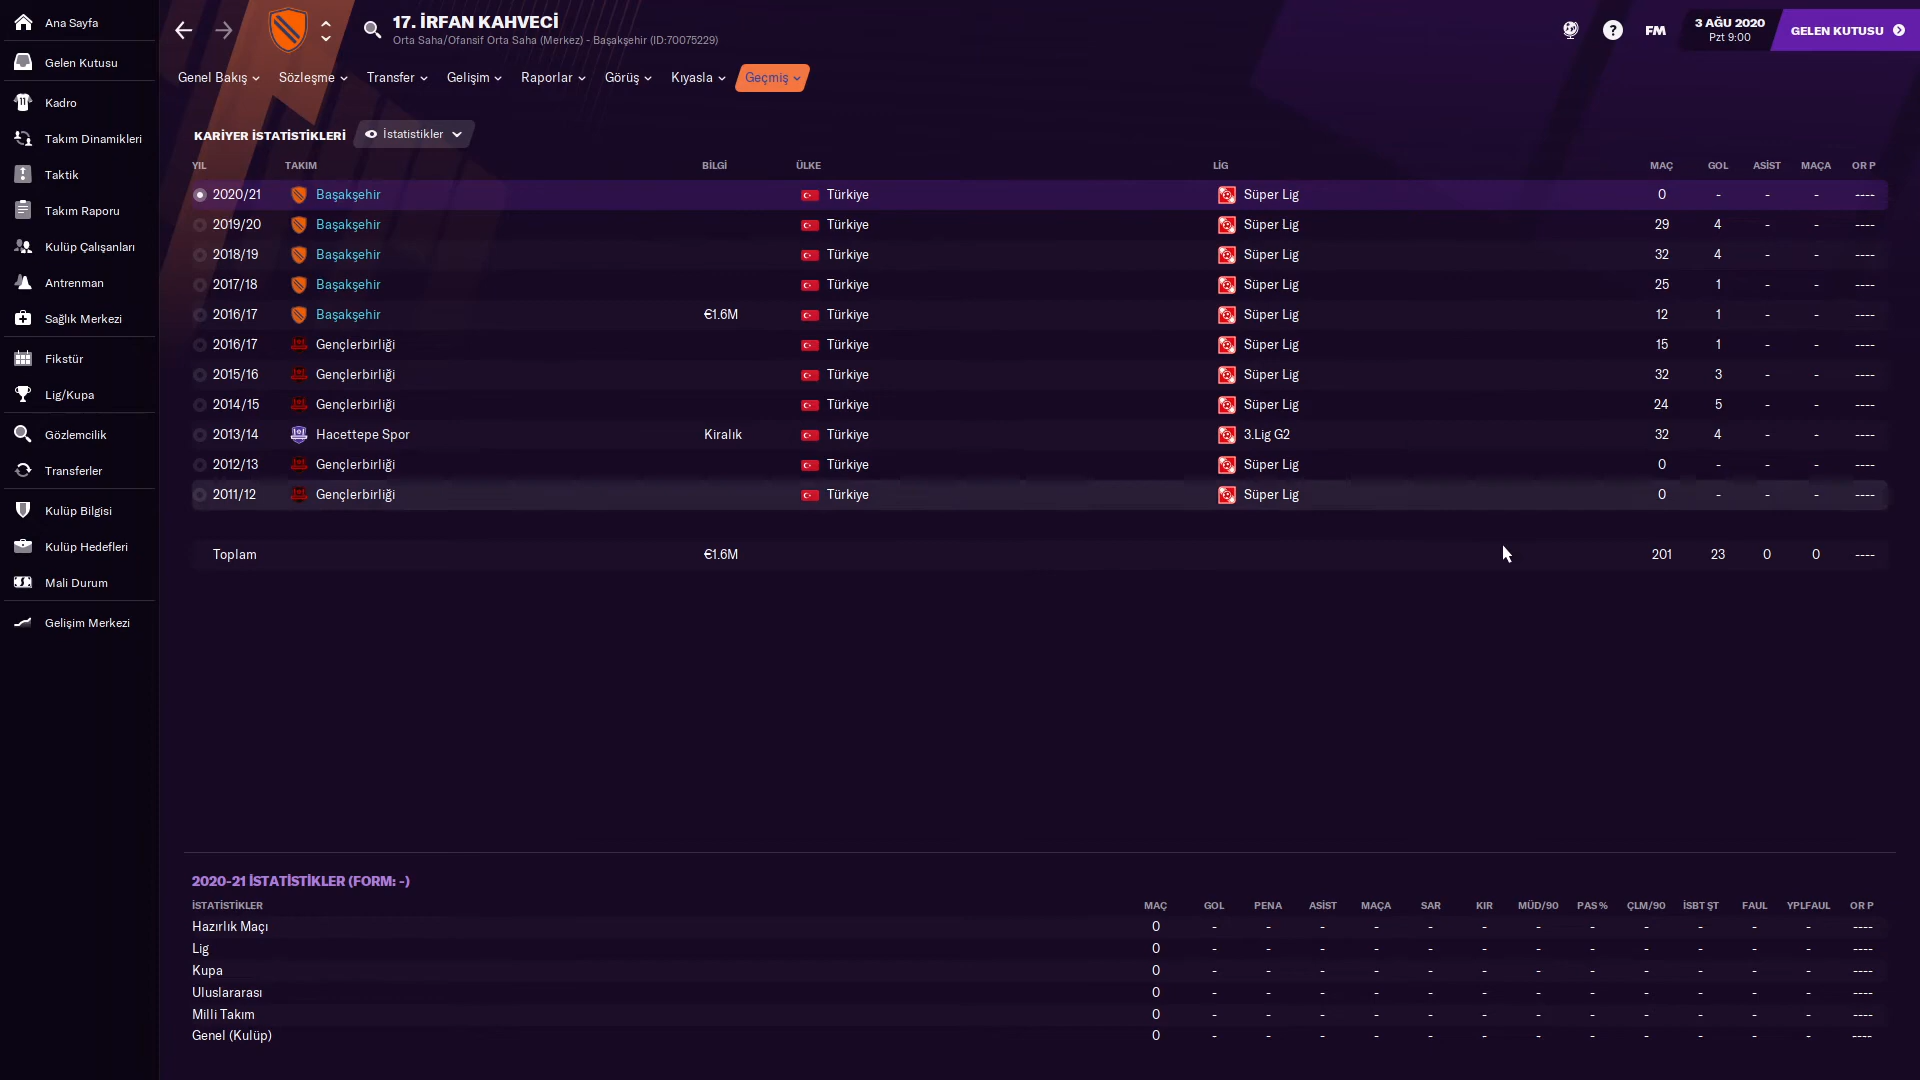 Ana Sayfa
Gelen Kutusu
Kadro
Takım Dinamikleri
Taktik
Takım Raporu
Kulüp Çalışanları
Antrenman
Sağlık Merkezi
Fikstür
Lig/Kupa
Gözlemcilik
Transferler
Kulüp Bilgisi
Kulüp Hedefleri
Mali Durum
Gelişim Merkezi
17. İRFAN KAHVECİ
Orta Saha/Ofansif Orta Saha (Merkez) - Başakşehir (ID:70075229)
FM
3 AĞU 2020
Pzt 9:00
GELEN KUTUSU
Genel Bakış Sözleşme Transfer Gelişim Raporlar Görüş Kıyasla Geçmiş
KARİYER İSTATİSTİKLERİ İstatistikler
YIL TAKIM BİLGİ ÜLKE LİG MAÇ GOL ASİST MAÇA OR P
2020/21 Başakşehir Türkiye Süper Lig 0 - - - ----
2019/20 Başakşehir Türkiye Süper Lig 29 4 - - ----
2018/19 Başakşehir Türkiye Süper Lig 32 4 - - ----
2017/18 Başakşehir Türkiye Süper Lig 25 1 - - ----
2016/17 Başakşehir €1.6M Türkiye Süper Lig 12 1 - - ----
2016/17 Gençlerbirliği Türkiye Süper Lig 15 1 - - ----
2015/16 Gençlerbirliği Türkiye Süper Lig 32 3 - - ----
2014/15 Gençlerbirliği Türkiye Süper Lig 24 5 - - ----
2013/14 Hacettepe Spor Kiralık Türkiye 3.Lig G2 32 4 - - ----
2012/13 Gençlerbirliği Türkiye Süper Lig 0 - - - ----
2011/12 Gençlerbirliği Türkiye Süper Lig 0 - - - ----
Toplam €1.6M 201 23 0 0 ----
2020-21 İSTATİSTİKLER (FORM: -)
İSTATİSTİKLER MAÇ GOL PENA ASİST MAÇA SAR KIR MÜD/90 PAS % ÇLM/90 İSBT ŞT FAUL YPLFAUL OR P
Hazırlık Maçı 0 - - - - - - - - - - - - ----
Lig 0 - - - - - - - - - - - - ----
Kupa 0 - - - - - - - - - - - - ----
Uluslararası 0 - - - - - - - - - - - - ----
Milli Takım 0 - - - - - - - - - - - - ----
Genel (Kulüp) 0 - - - - - - - - - - - - ----